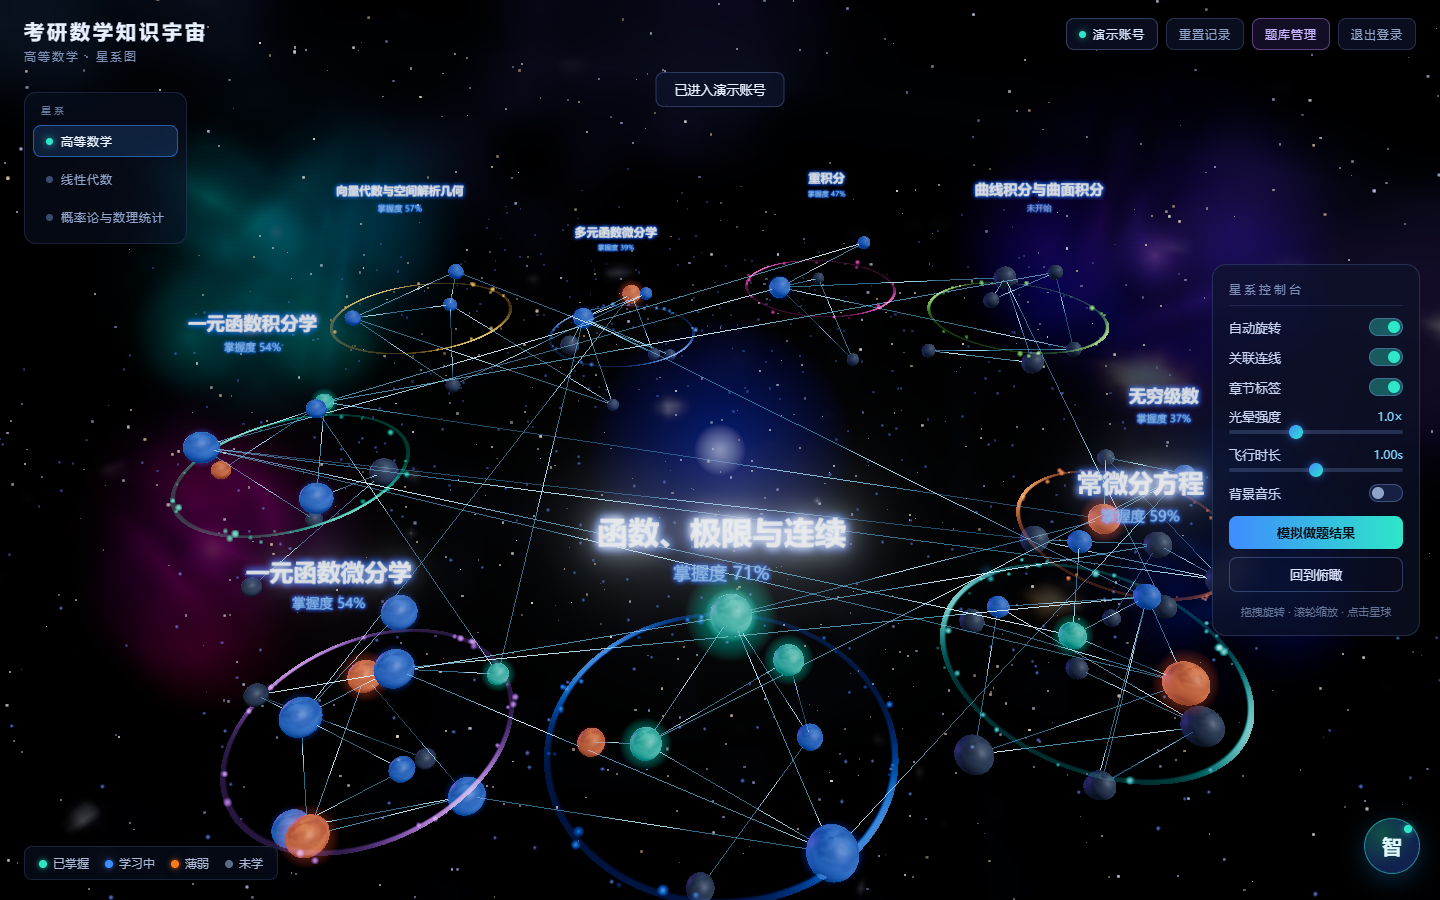 考研数学知识宇宙
高等数学 · 星系图
演示账号
重置记录
题库管理
退出登录
已进入演示账号
星系
高等数学
线性代数
概率论与数理统计
向量代数与空间解析几何
掌握度 57%
多元函数微分学
掌握度 39%
重积分
掌握度 47%
曲线积分与曲面积分
未开始
一元函数积分学
掌握度 54%
无穷级数
掌握度 37%
常微分方程
掌握度 59%
函数、极限与连续
掌握度 71%
一元函数微分学
掌握度 54%
星系控制台
自动旋转
关联连线
章节标签
光晕强度 1.0×
飞行时长 1.00s
背景音乐
模拟做题结果
回到俯瞰
拖拽旋转 · 滚轮缩放 · 点击星球
已掌握
学习中
薄弱
未学
智